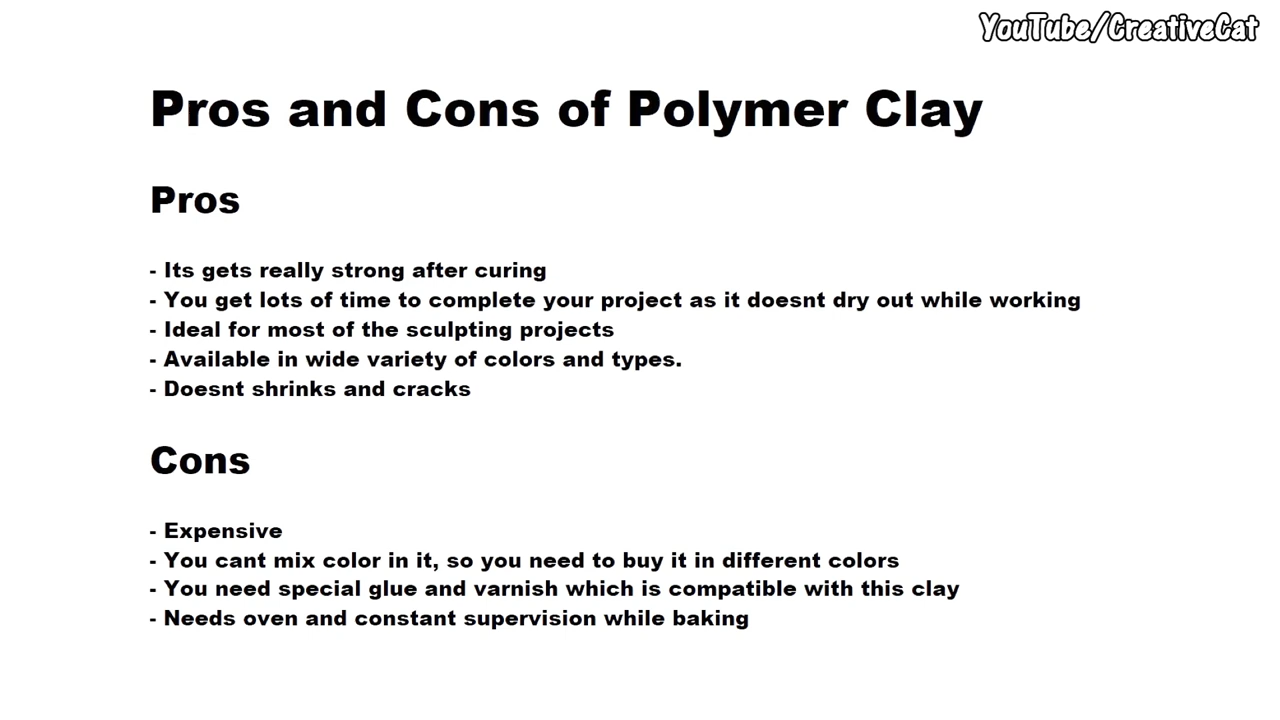 YouTube/CreativeCat
Pros and Cons of Polymer Clay
Pros
- Its gets really strong after curing
- You get lots of time to complete your project as it doesnt dry out while working
- Ideal for most of the sculpting projects
- Available in wide variety of colors and types.
- Doesnt shrinks and cracks
Cons
- Expensive
- You cant mix color in it, so you need to buy it in different colors
- You need special glue and varnish which is compatible with this clay
- Needs oven and constant supervision while baking